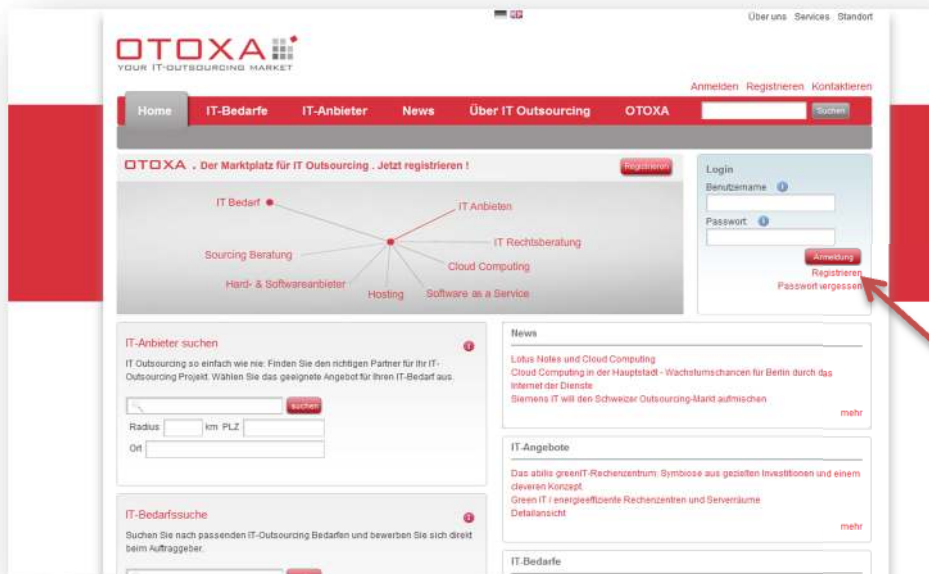 Über uns Services Standort
OTOXA
YOUR IT-OUTSOURCING MARKET
Anmelden Registrieren Kontaktieren
Home IT-Bedarfe IT-Anbieter News Über IT Outsourcing OTOXA Suchen
OTOXA . Der Marktplatz für IT Outsourcing . Jetzt registrieren ! Registrieren
IT Bedarf
IT Anbieten
IT Rechtsberatung
Sourcing Beratung
Cloud Computing
Hard- & Softwareanbieter
Hosting
Software as a Service
Login
Benutzername
Passwort
Anmeldung
Registrieren
Passwort vergessen
IT-Anbieter suchen
IT Outsourcing so einfach wie nie: Finden Sie den richtigen Partner für Ihr IT-
Outsourcing Projekt. Wählen Sie das geeignete Angebot für Ihren IT-Bedarf aus.
suchen
Radius km PLZ
Ort
IT-Bedarfssuche
Suchen Sie nach passenden IT-Outsourcing Bedarfen und bewerben Sie sich direkt
beim Auftraggeber.
News
Lotus Notes und Cloud Computing
Cloud Computing in der Hauptstadt - Wachstumschancen für Berlin durch das
Internet der Dienste
Siemens IT will den Schweizer Outsourcing-Markt aufmischen
mehr
IT-Angebote
Das abilis greenIT-Rechenzentrum: Symbiose aus gezielten Investitionen und einem
cleveren Konzept.
Green IT / energieeffiziente Rechenzentren und Serverräume
Detailansicht
mehr
IT-Bedarfe